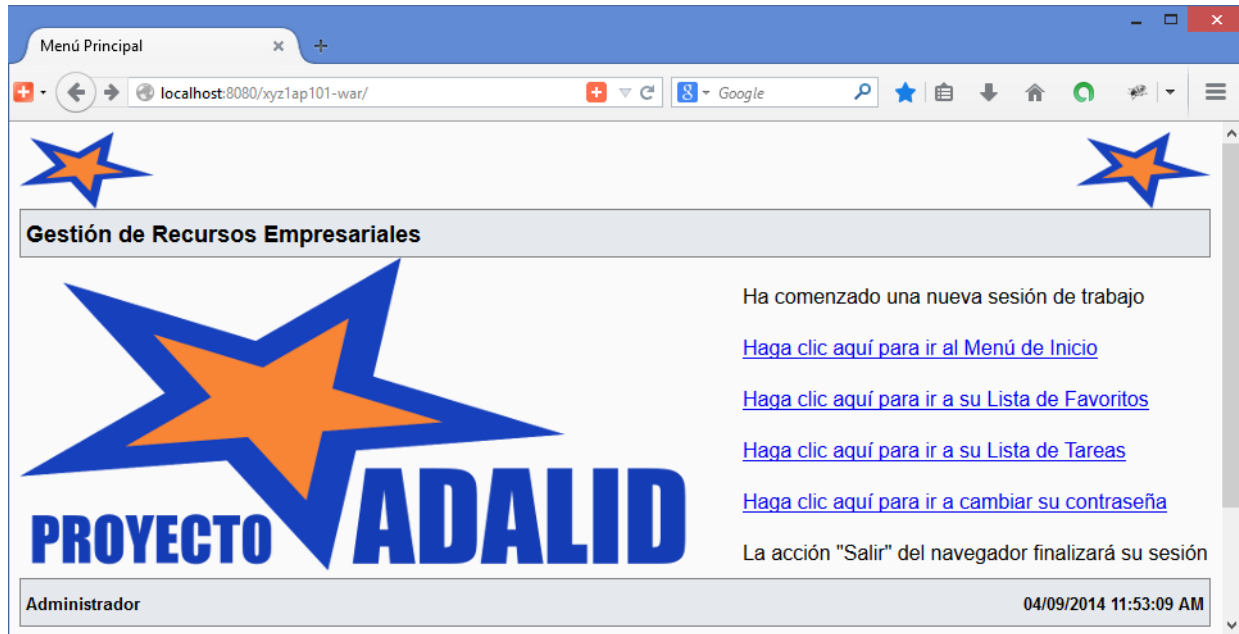 Menú Principal
localhost:8080/xyz1ap101-war/
8 Google
Gestión de Recursos Empresariales
PROYECTO ADALID
Ha comenzado una nueva sesión de trabajo
Haga clic aquí para ir al Menú de Inicio
Haga clic aquí para ir a su Lista de Favoritos
Haga clic aquí para ir a su Lista de Tareas
Haga clic aquí para ir a cambiar su contraseña
La acción "Salir" del navegador finalizará su sesión
Administrador 04/09/2014 11:53:09 AM